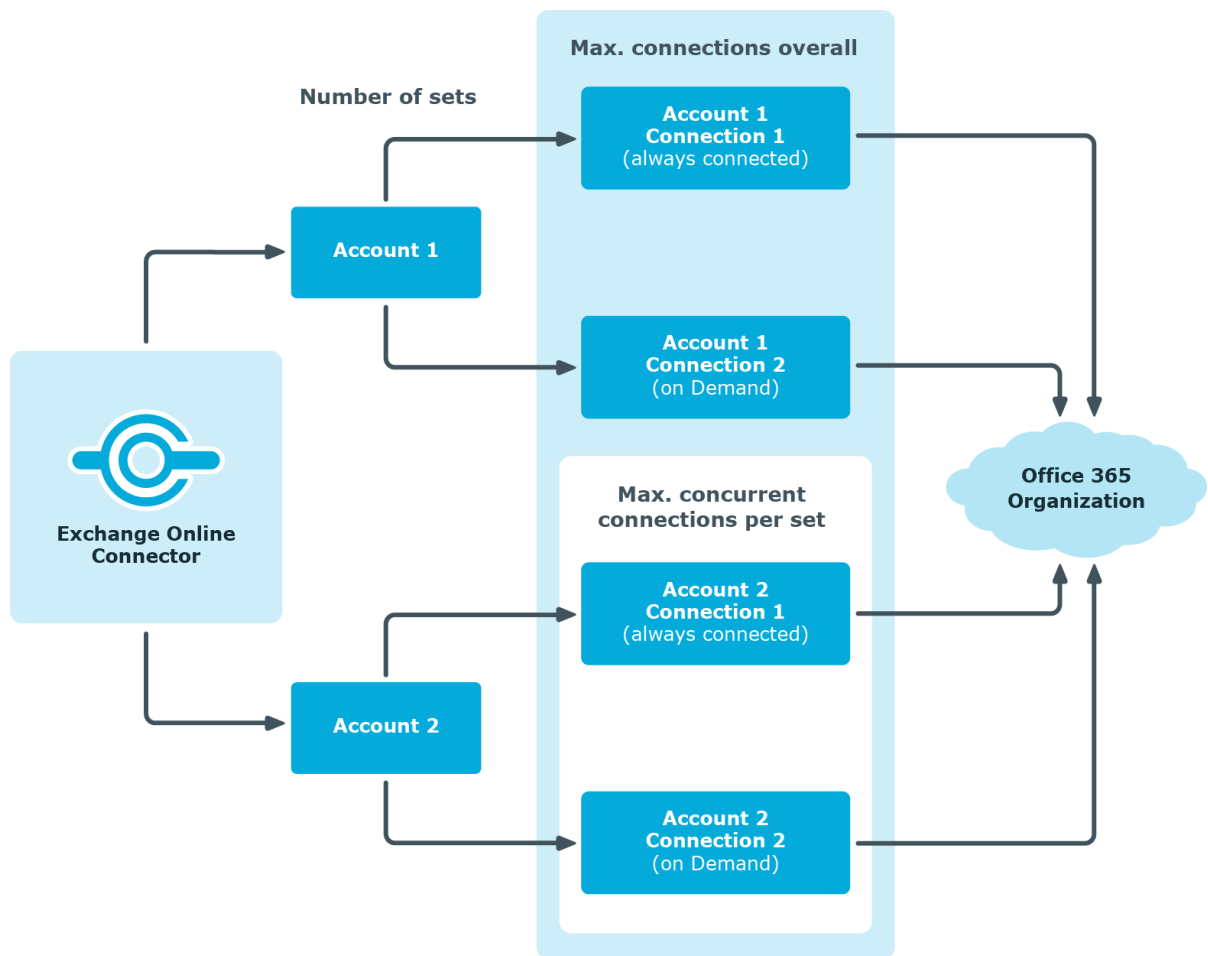 Max. connections overall
Number of sets
Account 1
Connection 1
(always connected)
Account 1
Account 1
Connection 2
(on Demand)
Max. concurrent
connections per set
Office 365
Organization
Exchange Online
Connector
Account 2
Connection 1
(always connected)
Account 2
Account 2
Connection 2
(on Demand)